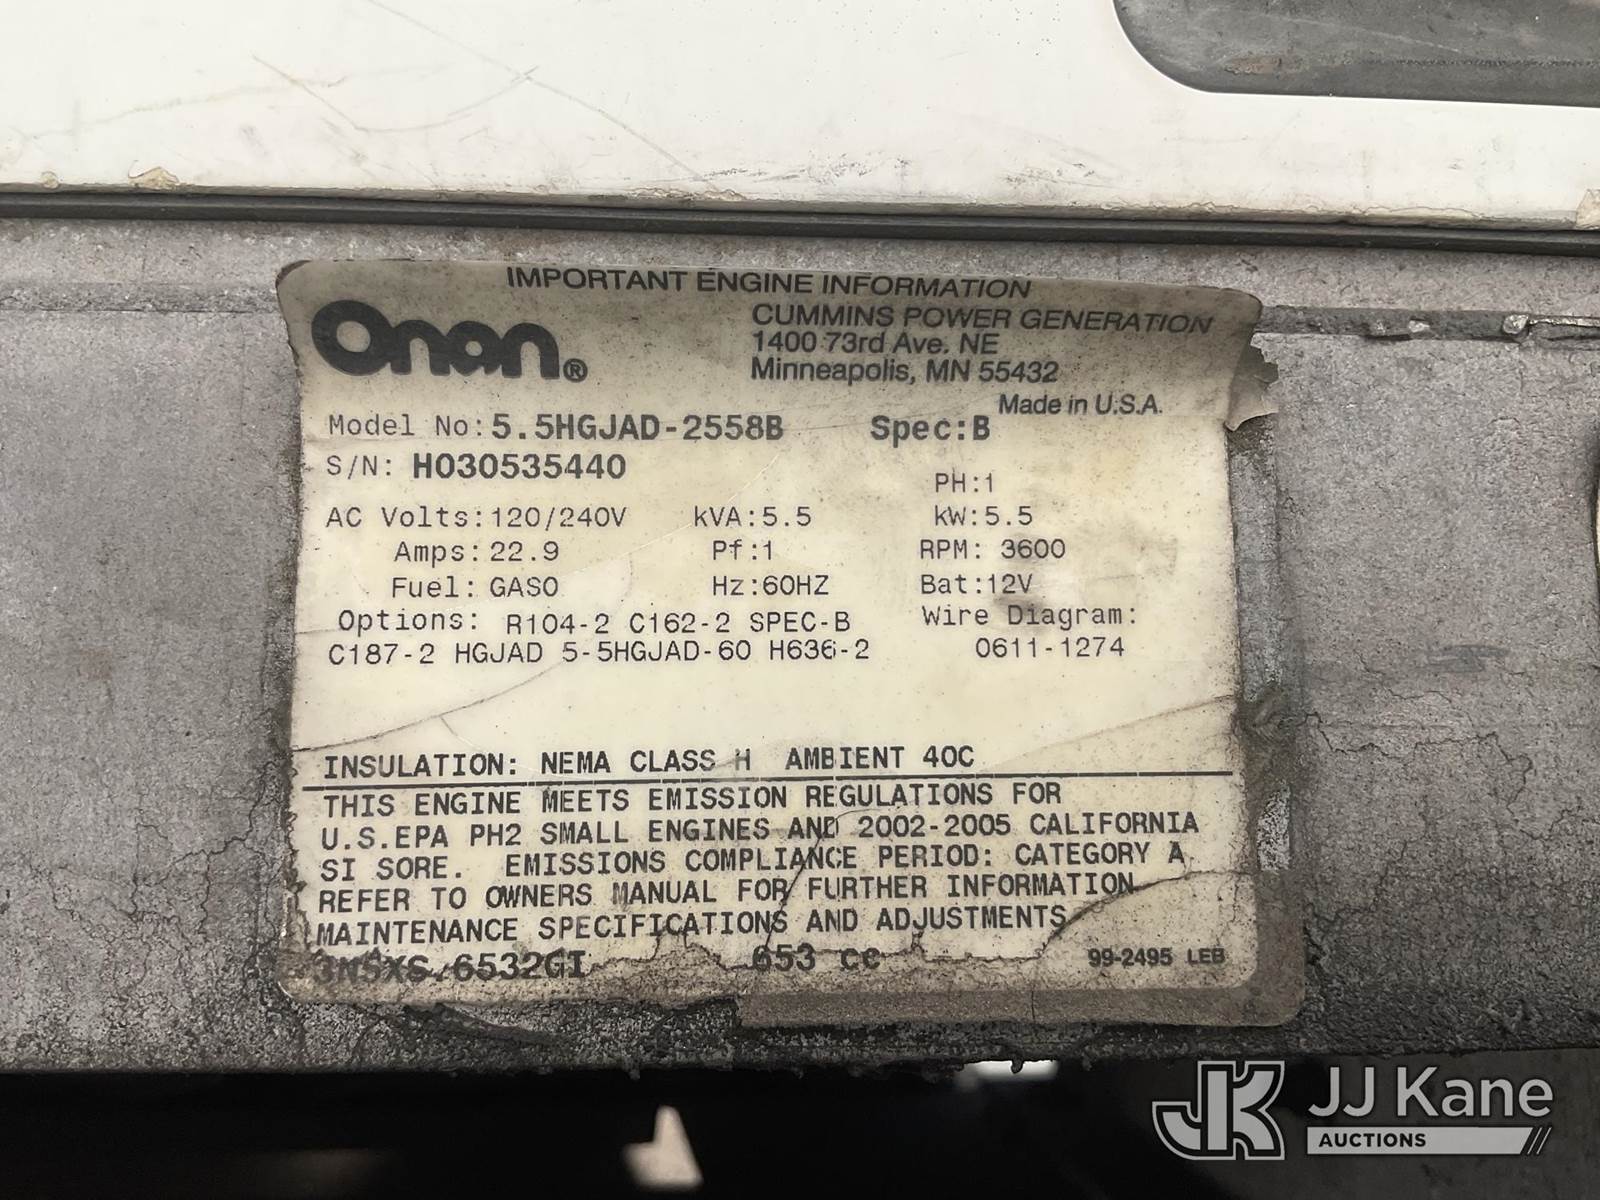 IMPORTANT ENGINE INFORMATION
Onan®
CUMMINS POWER GENERATION
1400 73rd Ave. NE
Minneapolis, MN 55432
Made in U.S.A.
Model No: 5.5HGJAD-2558B Spec:B
S/N: H030535440
PH:1
AC Volts:120/240V kVA:5.5 kW:5.5
Amps:22.9 Pf:1 RPM: 3600
Fuel: GASO Hz:60HZ Bat:12V
Options: R104-2 C162-2 SPEC-B Wire Diagram:
C187-2 HGJAD 5-5HGJAD-60 H636-2 0611-1274
INSULATION: NEMA CLASS H AMBIENT 40C
THIS ENGINE MEETS EMISSION REGULATIONS FOR
U.S.EPA PH2 SMALL ENGINES AND 2002-2005 CALIFORNIA
SI SORE. EMISSIONS COMPLIANCE PERIOD: CATEGORY A
REFER TO OWNERS MANUAL FOR FURTHER INFORMATION
MAINTENANCE SPECIFICATIONS AND ADJUSTMENTS
3N5XS.6532GI 653 cc 99-2495 LEB
JK JJ Kane
AUCTIONS